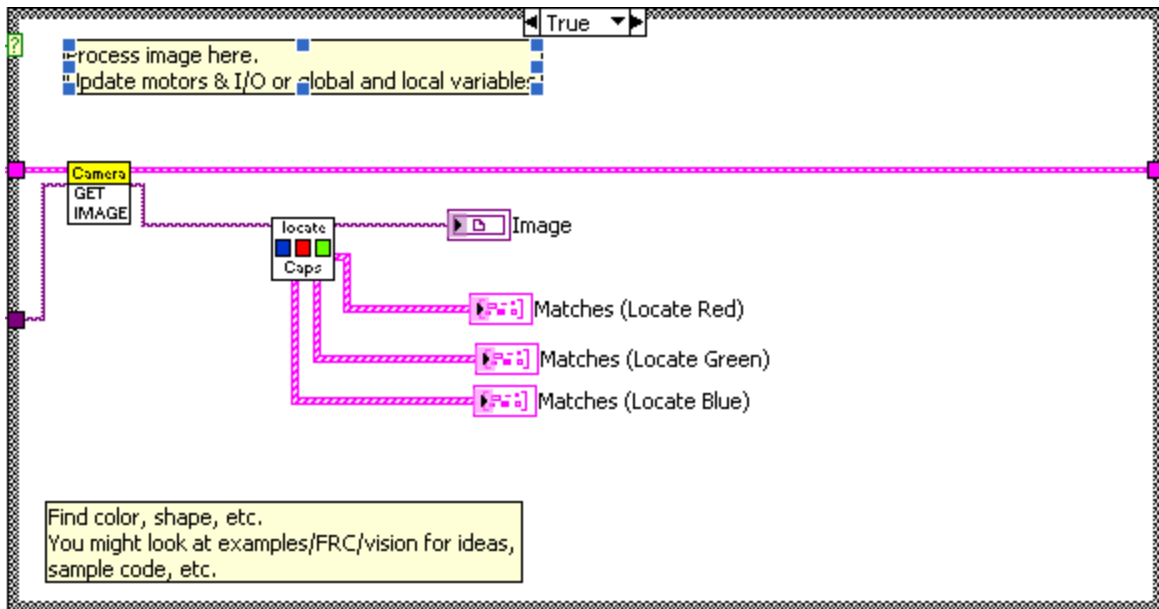 True
?
Process image here.
Update motors & I/O or global and local variables
Camera
GET
IMAGE
locate
Caps
Image
Matches (Locate Red)
Matches (Locate Green)
Matches (Locate Blue)
Find color, shape, etc.
You might look at examples/FRC/vision for ideas,
sample code, etc.